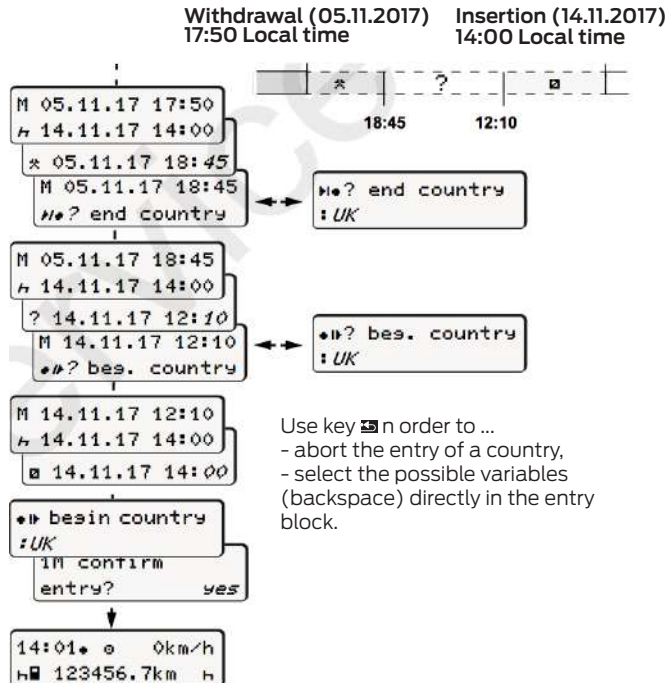 Withdrawal (05.11.2017) Insertion (14.11.2017)
17:50 Local time 14:00 Local time
?
18:45 12:10
M 05.11.17 17:50
14.11.17 14:00
05.11.17 18:45
M 05.11.17 18:45
? end country
? end country
: UK
M 05.11.17 18:45
14.11.17 14:00
? 14.11.17 12:10
M 14.11.17 12:10
? beg. country
? beg. country
: UK
M 14.11.17 12:10
14.11.17 14:00
14.11.17 14:00
Use key n order to ...
- abort the entry of a country,
- select the possible variables
(backspace) directly in the entry
block.
begin country
: UK
1M confirm
entry? yes
14:01 0km/h
123456.7km
ervice